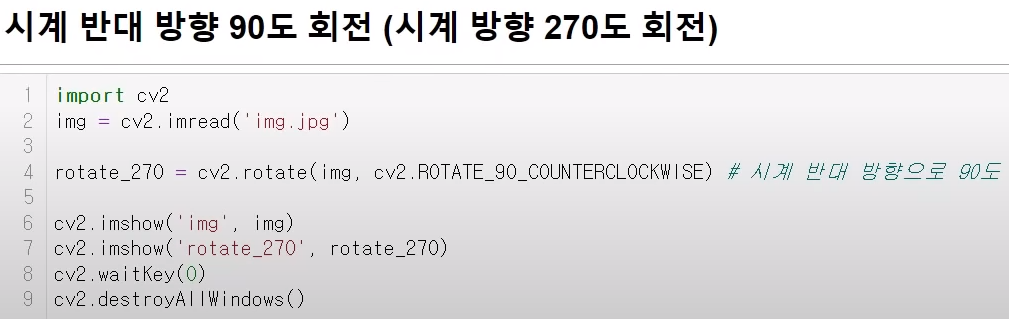 시계 반대 방향 90도 회전 (시계 방향 270도 회전)
1 import cv2
2 img = cv2.imread('img.jpg')
3
4 rotate_270 = cv2.rotate(img, cv2.ROTATE_90_COUNTERCLOCKWISE) # 시계 반대 방향으로 90도
5
6 cv2.imshow('img', img)
7 cv2.imshow('rotate_270', rotate_270)
8 cv2.waitKey(0)
9 cv2.destroyAllWindows()